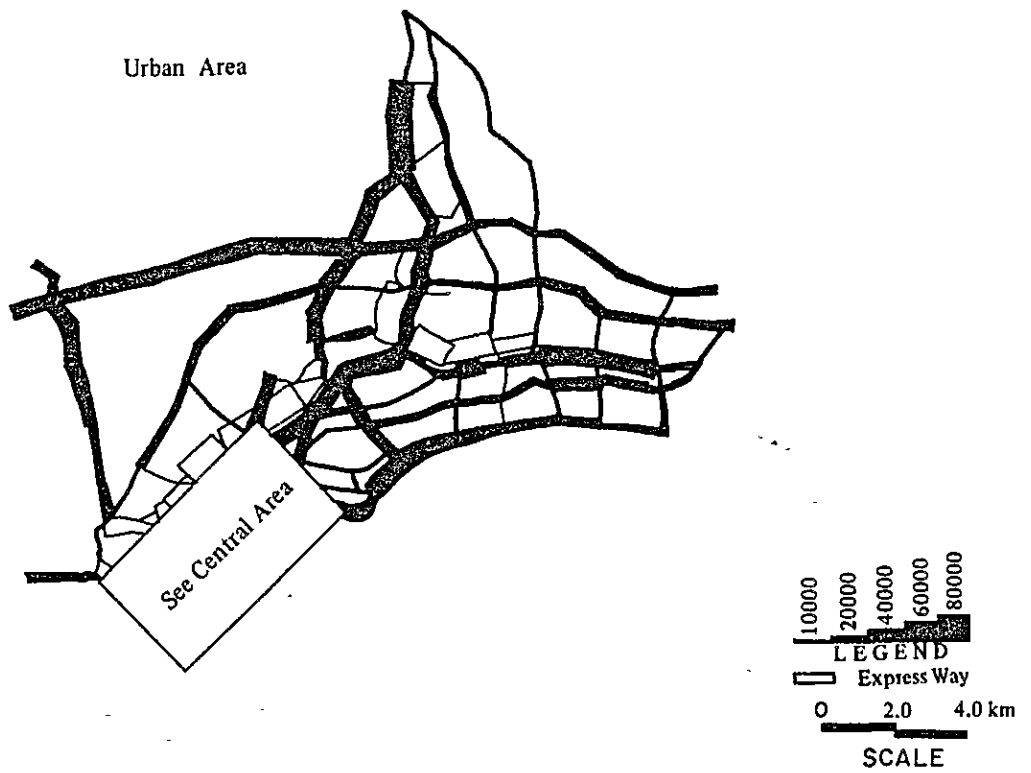 Urban Area
See Central Area
10000
20000
40000
60000
80000
LEGEND
Express Way
0 2.0 4.0 km
SCALE